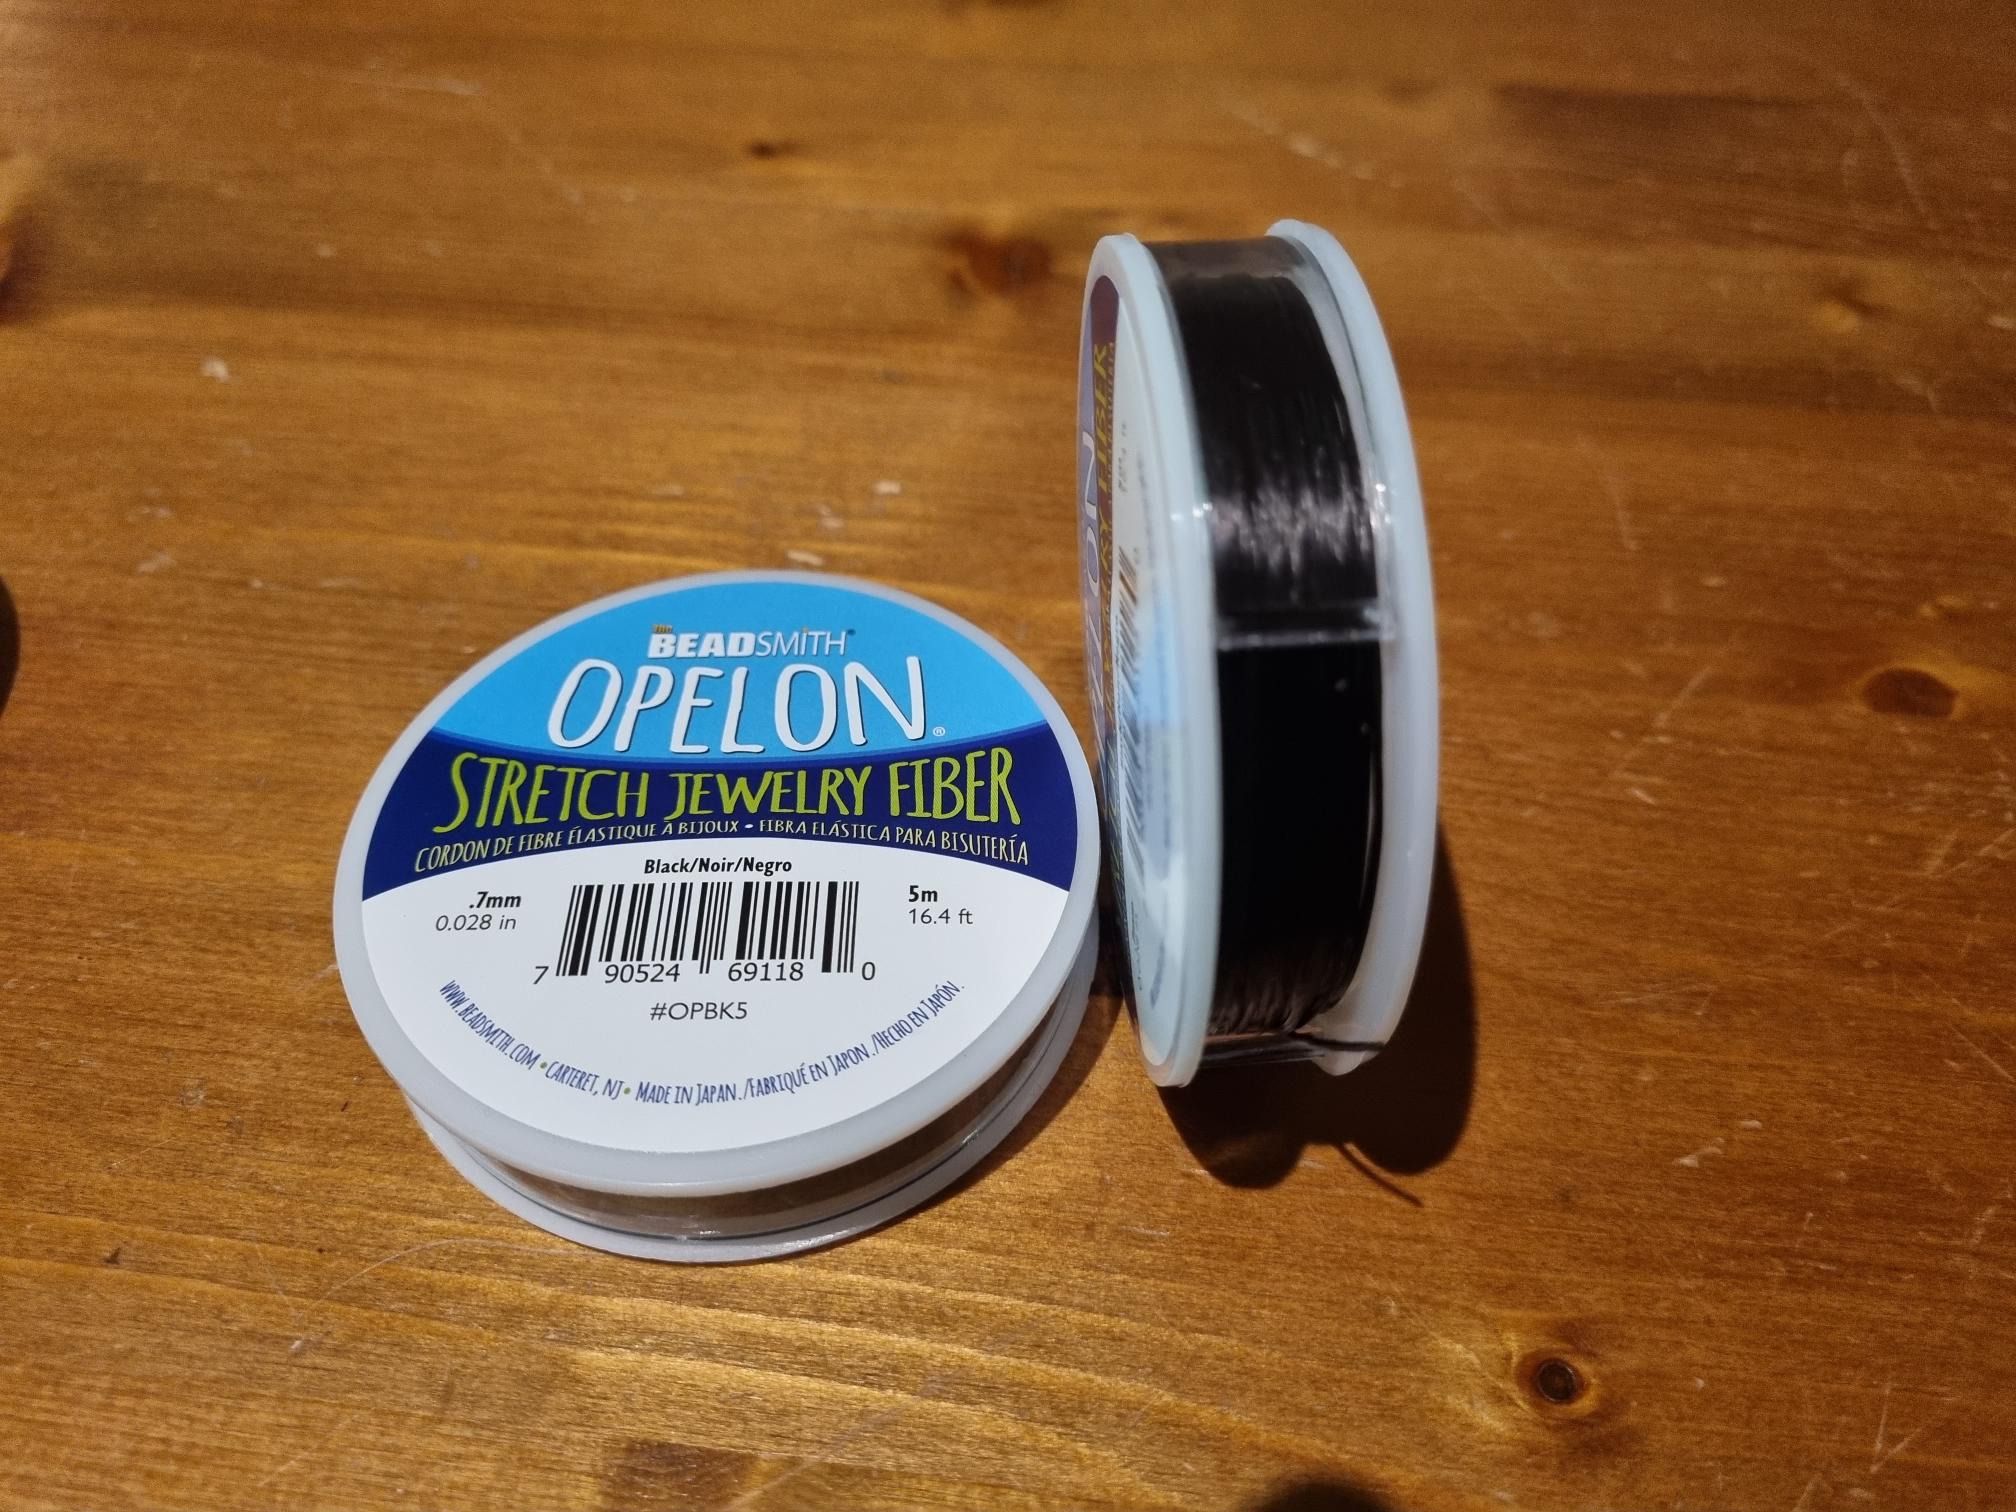 The
BEADSMITH®
OPELON®
STRETCH JEWELRY FIBER
CORDON DE FIBRE ÉLASTIQUE À BIJOUX • FIBRA ELÁSTICA PARA BISUTERÍA
Black/Noir/Negro
.7mm
0.028 in
5m
16.4 ft
7 90524 69118 0
#OPBK5
WWW.BEADSMITH.COM • CARTERET, NJ • MADE IN JAPAN./FABRIQUÉ EN JAPON./HECHO EN JAPÓN.
FIBER